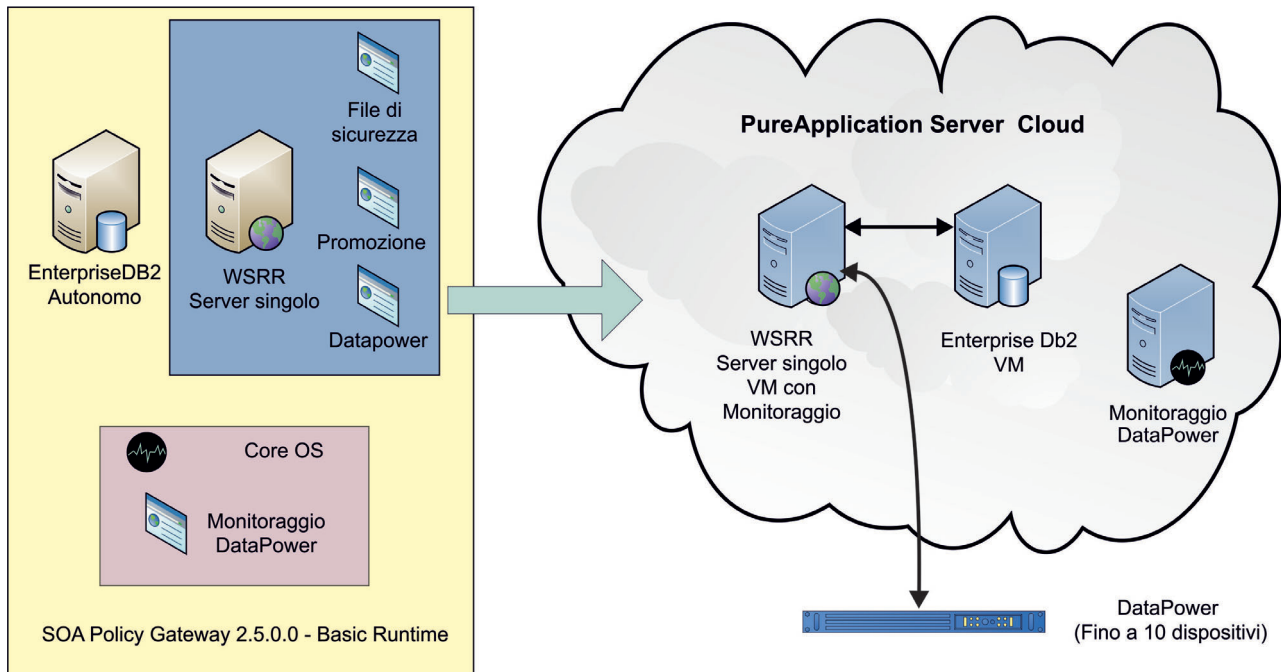 File di
sicurezza
EnterpriseDB2
Autonomo
WSRR
Server singolo
Promozione
Datapower
Core OS
Monitoraggio
DataPower
SOA Policy Gateway 2.5.0.0 - Basic Runtime
PureApplication Server Cloud
WSRR
Server singolo
VM con
Monitoraggio
Enterprise Db2
VM
Monitoraggio
DataPower
DataPower
(Fino a 10 dispositivi)